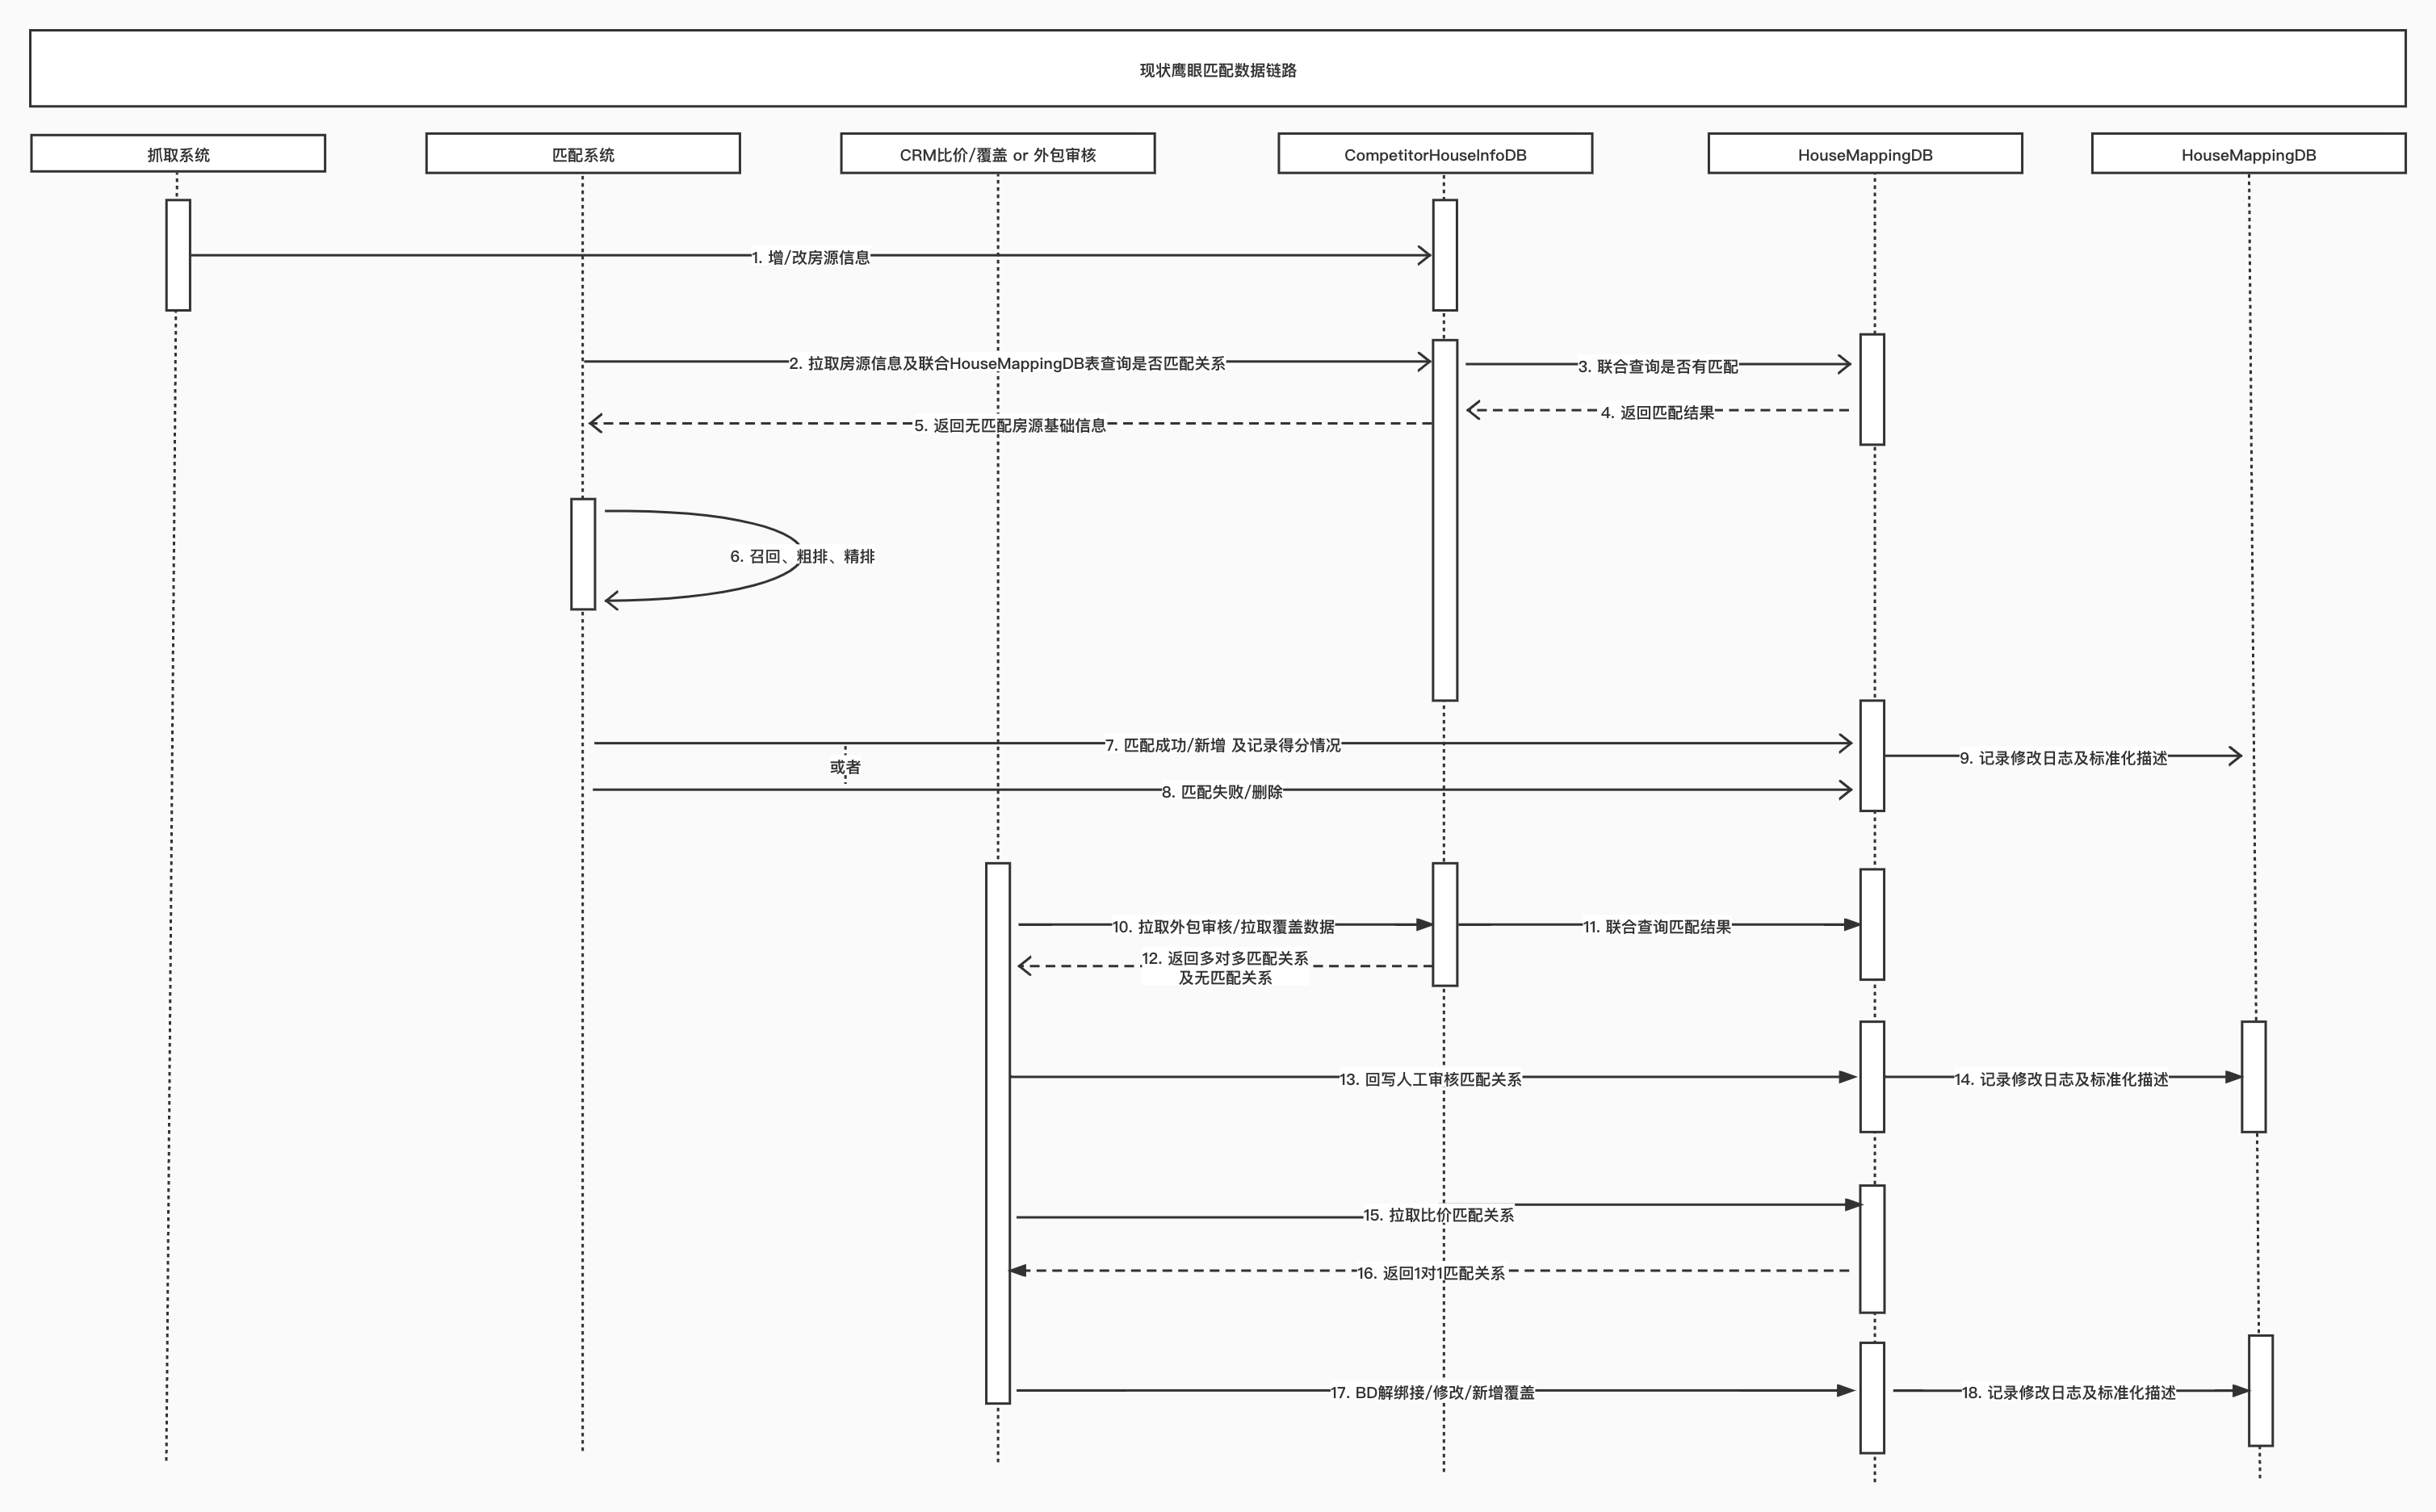 现状鹰眼匹配数据链路
抓取系统
匹配系统
CRM比价/覆盖 or 外包审核
CompetitorHouseInfoDB
HouseMappingDB
HouseMappingDB
1. 增/改房源信息
2. 拉取房源信息及联合HouseMappingDB表查询是否匹配关系
3. 联合查询是否有匹配
4. 返回匹配结果
5. 返回无匹配房源基础信息
6. 召回、粗排、精排
7. 匹配成功/新增 及记录得分情况
或者
8. 匹配失败/删除
9. 记录修改日志及标准化描述
10. 拉取外包审核/拉取覆盖数据
11. 联合查询匹配结果
12. 返回多对多匹配关系
及无匹配关系
13. 回写人工审核匹配关系
14. 记录修改日志及标准化描述
15. 拉取比价匹配关系
16. 返回1对1匹配关系
17. BD解绑接/修改/新增覆盖
18. 记录修改日志及标准化描述